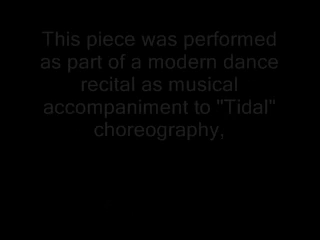 This piece was performed
as part of a modern dance
recital as musical
accompaniment to "Tidal"
choreography,